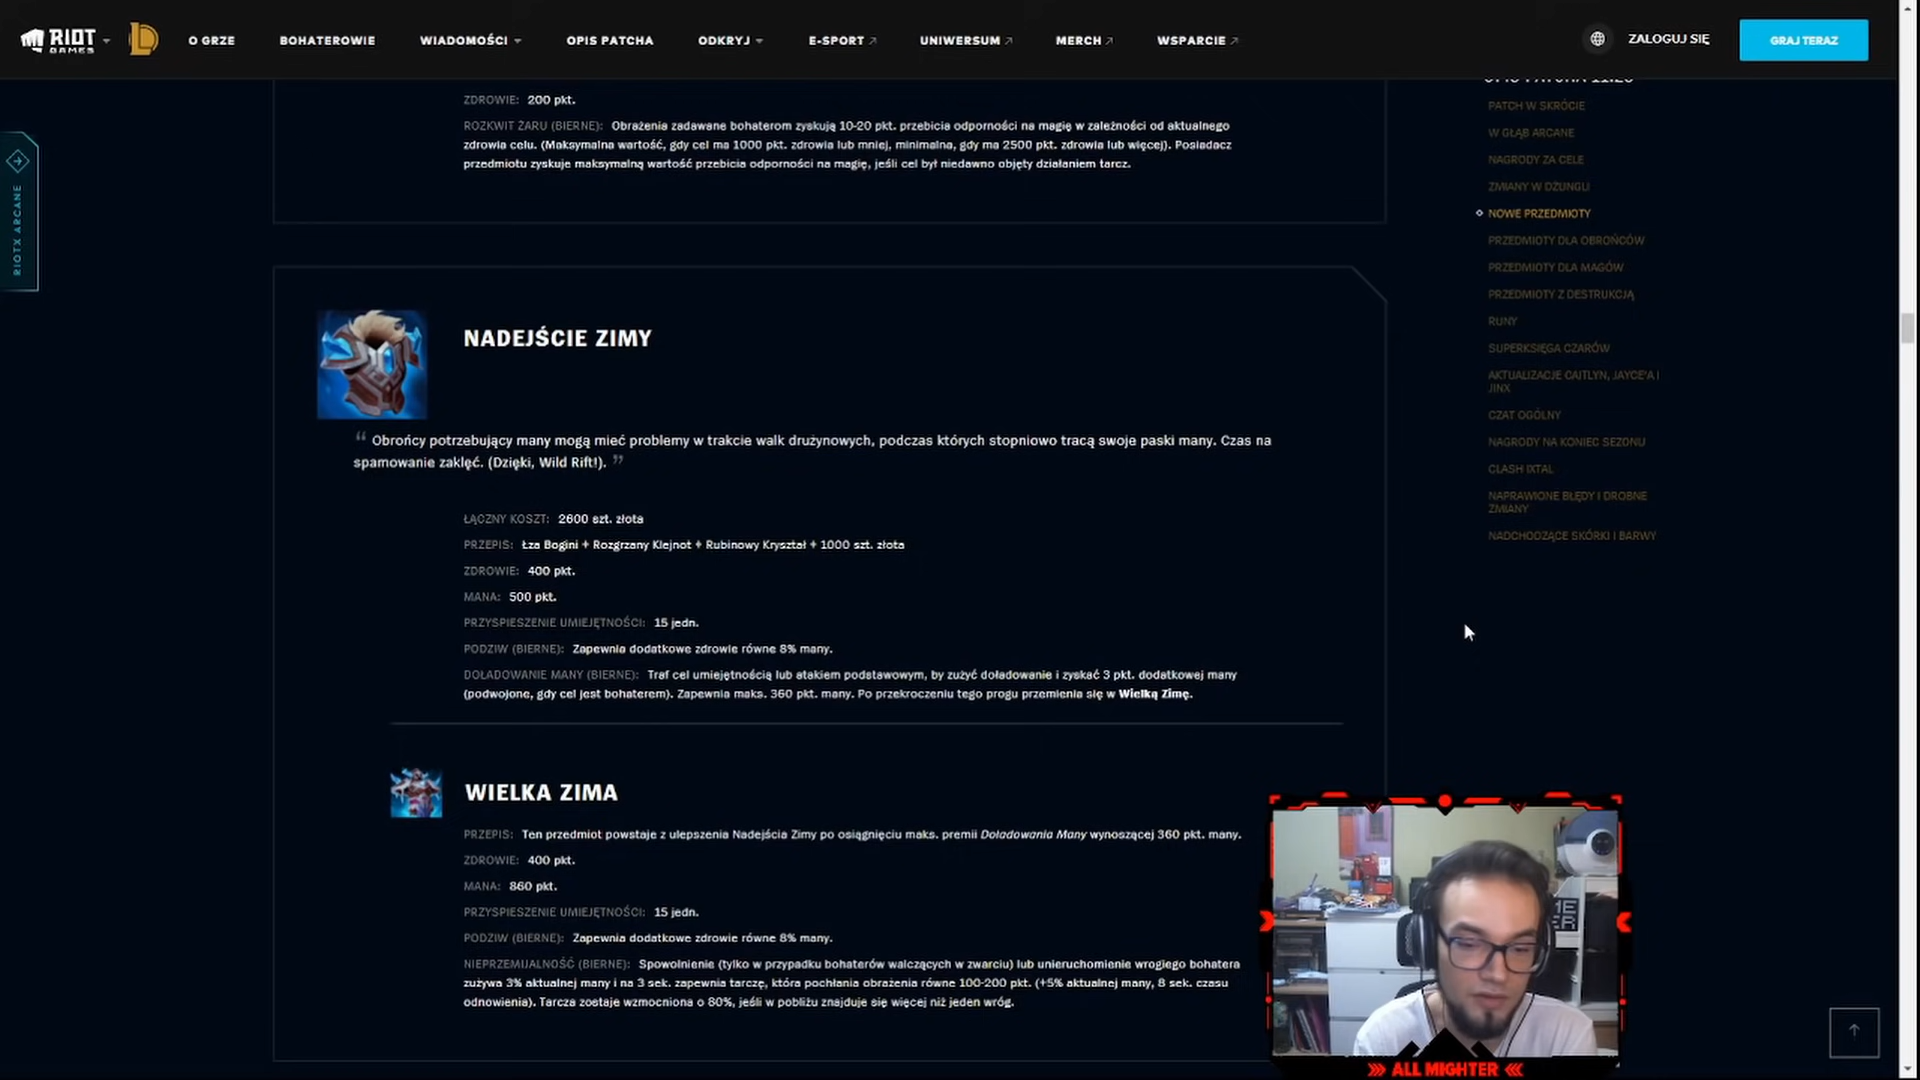 RIOT GAMES
O GRZE
BOHATEROWIE
WIADOMOŚCI
OPIS PATCHA
ODKRYJ
E-SPORT
UNIWERSUM
MERCH
WSPARCIE
ZALOGUJ SIĘ
GRAJ TERAZ
RIOTX ARCANE
ZDROWIE: 200 pkt.
ROZKWIT ŻARU (BIERNE): Obrażenia zadawane bohaterom zyskują 10-20 pkt. przebicia odporności na magię w zależności od aktualnego
zdrowia celu. (Maksymalna wartość, gdy cel ma 1000 pkt. zdrowia lub mniej, minimalna, gdy ma 2500 pkt. zdrowia lub więcej). Posiadacz
przedmiotu zyskuje maksymalną wartość przebicia odporności na magię, jeśli cel był niedawno objęty działaniem tarcz.
NADEJŚCIE ZIMY
“ Obrońcy potrzebujący many mogą mieć problemy w trakcie walk drużynowych, podczas których stopniowo tracą swoje paski many. Czas na
spamowanie zaklęć. (Dzięki, Wild Rift!). ”
ŁĄCZNY KOSZT: 2600 szt. złota
PRZEPIS: Łza Bogini + Rozgrzany Klejnot + Rubinowy Kryształ + 1000 szt. złota
ZDROWIE: 400 pkt.
MANA: 500 pkt.
PRZYSPIESZENIE UMIEJĘTNOŚCI: 15 jedn.
PODZIW (BIERNE): Zapewnia dodatkowe zdrowie równe 8% many.
DOŁADOWANIE MANY (BIERNE): Traf cel umiejętnością lub atakiem podstawowym, by zużyć doładowanie i zyskać 3 pkt. dodatkowej many
(podwojone, gdy cel jest bohaterem). Zapewnia maks. 360 pkt. many. Po przekroczeniu tego progu przemienia się w Wielką Zimę.
WIELKA ZIMA
PRZEPIS: Ten przedmiot powstaje z ulepszenia Nadejścia Zimy po osiągnięciu maks. premii Doładowania Many wynoszącej 360 pkt. many.
ZDROWIE: 400 pkt.
MANA: 860 pkt.
PRZYSPIESZENIE UMIEJĘTNOŚCI: 15 jedn.
PODZIW (BIERNE): Zapewnia dodatkowe zdrowie równe 8% many.
NIEPRZEMIJALNOŚĆ (BIERNE): Spowolnienie (tylko w przypadku bohaterów walczących w zwarciu) lub unieruchomienie wrogiego bohatera
zużywa 3% aktualnej many i na 3 sek. zapewnia tarczę, która pochłania obrażenia równe 100-200 pkt. (+5% aktualnej many, 8 sek. czasu
odnowienia). Tarcza zostaje wzmocniona o 80%, jeśli w pobliżu znajduje się więcej niż jeden wróg.
OPIS PATCHA 11.23
PATCH W SKRÓCIE
W GŁĄB ARCANE
NAGRODY ZA CELE
ZMIANY W DŻUNGLI
NOWE PRZEDMIOTY
PRZEDMIOTY DLA OBROŃCÓW
PRZEDMIOTY DLA MAGÓW
PRZEDMIOTY Z DESTRUKCJĄ
RUNY
SUPERKSIĘGA CZARÓW
AKTUALIZACJE CAITLYN, JAYCE'A I
JINX
CZAT OGÓLNY
NAGRODY NA KONIEC SEZONU
CLASH IXTAL
NAPRAWIONE BŁĘDY I DROBNE
ZMIANY
NADCHODZĄCE SKÓRKI I BARWY
ALL MIGHTER